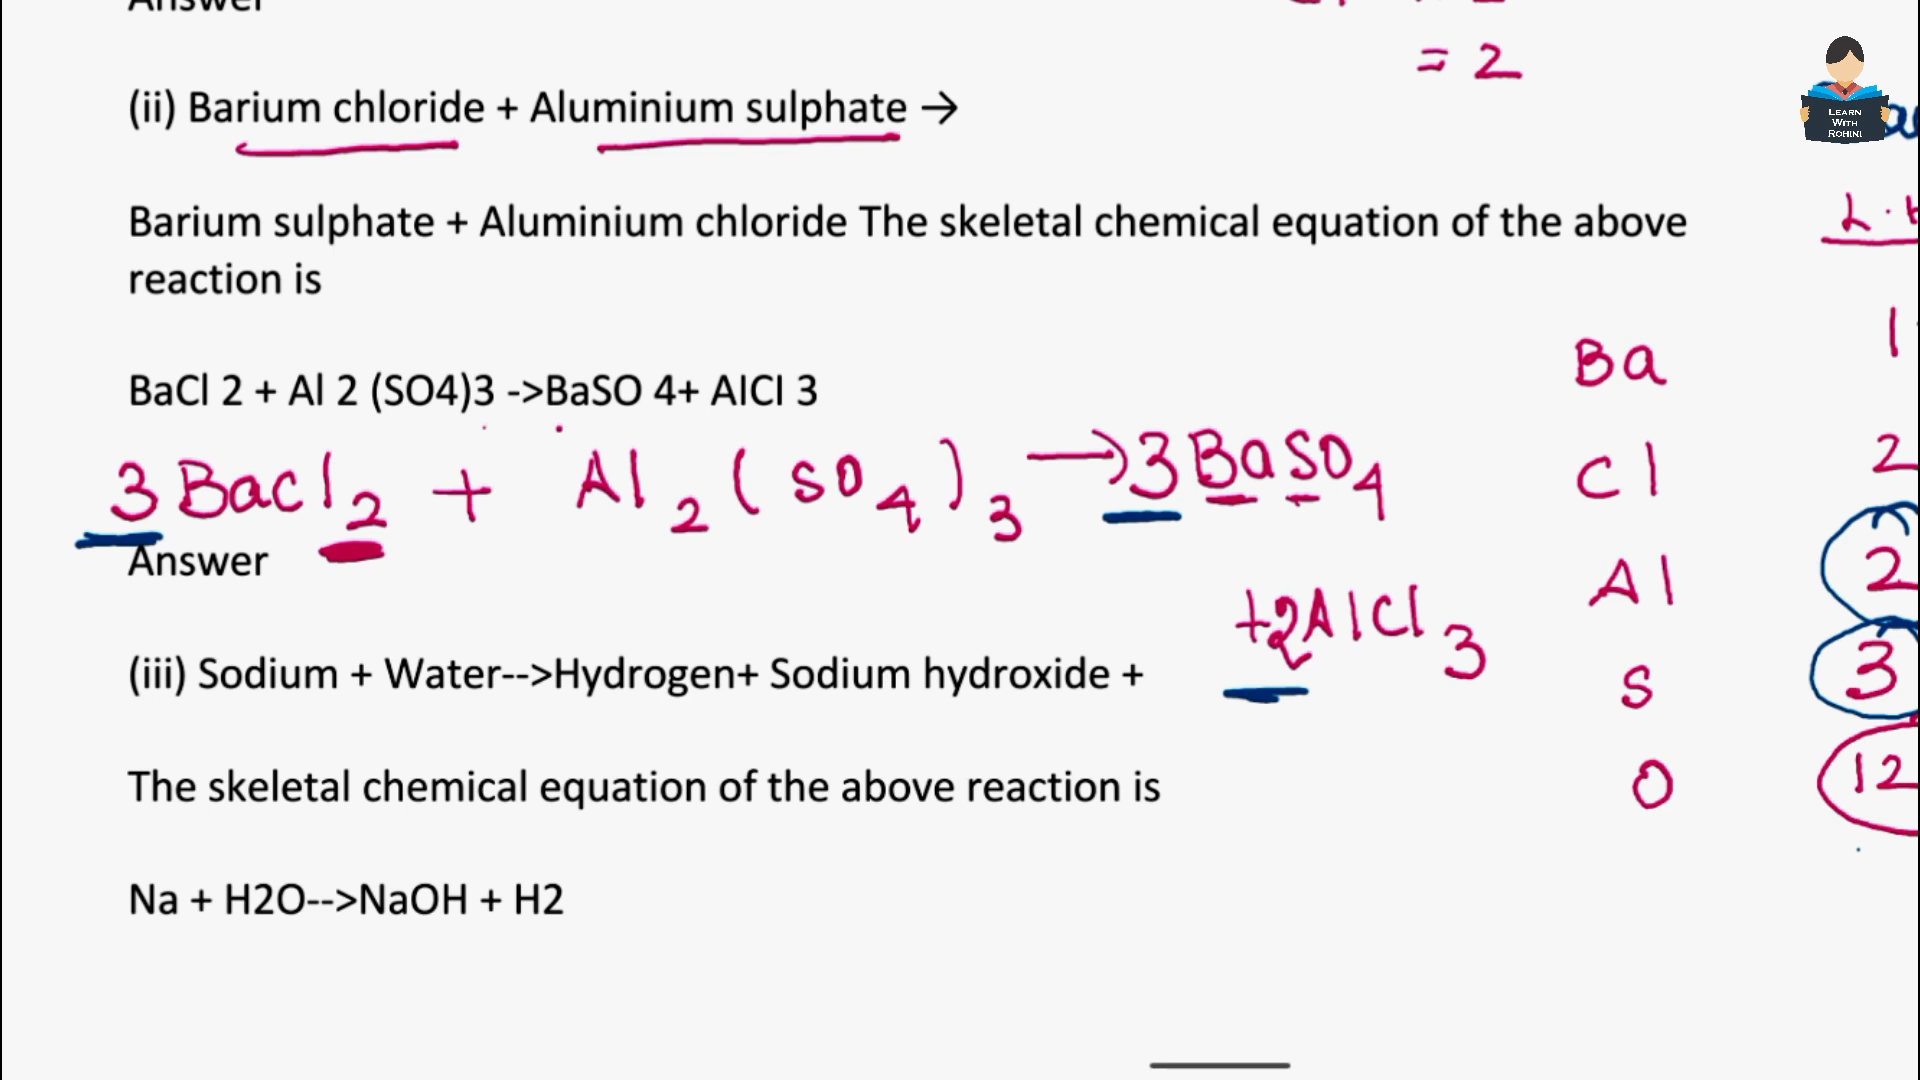 Answer
= 2
(ii) Barium chloride + Aluminium sulphate →
LEARN
WITH
ROHINI
Barium sulphate + Aluminium chloride The skeletal chemical equation of the above
reaction is
L.
Ba 1
BaCl 2 + Al 2 (SO4)3 ->BaSO 4+ AlCl 3
3Bacl2 + Al2(so4)3 → 3BaSO4
Cl 2
Answer
+2AlCl3
Al 2
(iii) Sodium + Water-->Hydrogen+ Sodium hydroxide +
S 3
The skeletal chemical equation of the above reaction is
O 12
Na + H2O-->NaOH + H2